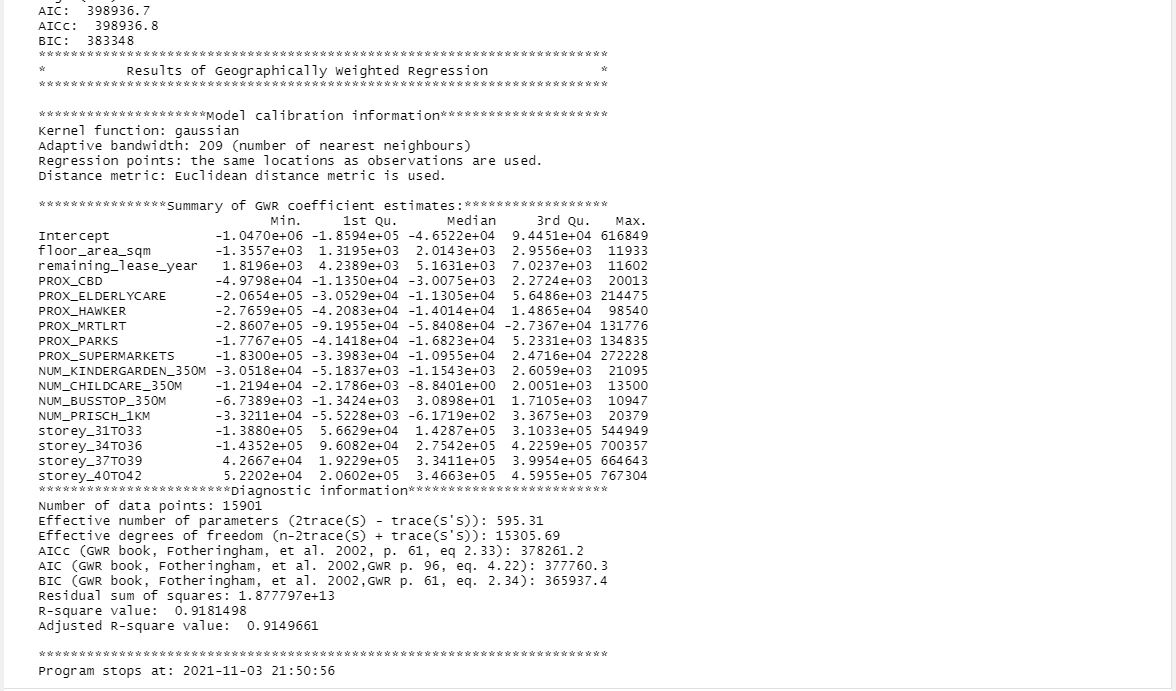 AIC:  398936.7
AICc:  398936.8
BIC:  383348
***********************************************************************
*          Results of Geographically Weighted Regression              *
***********************************************************************
*********************Model calibration information*********************
Kernel function: gaussian
Adaptive bandwidth: 209 (number of nearest neighbours)
Regression points: the same locations as observations are used.
Distance metric: Euclidean distance metric is used.
****************Summary of GWR coefficient estimates:******************
Min.     1st Qu.      Median     3rd Qu.   Max.
Intercept             -1.0470e+06 -1.8594e+05 -4.6522e+04  9.4451e+04 616849
floor_area_sqm        -1.3557e+03  1.3195e+03  2.0143e+03  2.9556e+03  11933
remaining_lease_year   1.8196e+03  4.2389e+03  5.1631e+03  7.0237e+03  11602
PROX_CBD              -4.9798e+04 -1.1350e+04 -3.0075e+03  2.2724e+03  20013
PROX_ELDERLYCARE      -2.0654e+05 -3.0529e+04 -1.1305e+04  5.6486e+03 214475
PROX_HAWKER           -2.7659e+05 -4.2083e+04 -1.4014e+04  1.4865e+04  98540
PROX_MRTLRT           -2.8607e+05 -9.1955e+04 -5.8408e+04 -2.7367e+04 131776
PROX_PARKS            -1.7767e+05 -4.1418e+04 -1.6823e+04  5.2331e+03 134835
PROX_SUPERMARKETS     -1.8300e+05 -3.3983e+04 -1.0955e+04  2.4716e+04 272228
NUM_KINDERGARDEN_350M -3.0518e+04 -5.1837e+03 -1.1543e+03  2.6059e+03  21095
NUM_CHILDCARE_350M    -1.2194e+04 -2.1786e+03 -8.8401e+00  2.0051e+03  13500
NUM_BUSSTOP_350M      -6.7389e+03 -1.3424e+03  3.0898e+01  1.7105e+03  10947
NUM_PRISCH_1KM        -3.3211e+04 -5.5228e+03 -6.1719e+02  3.3675e+03  20379
storey_31TO33         -1.3880e+05  5.6629e+04  1.4287e+05  3.1033e+05 544949
storey_34TO36         -1.4352e+05  9.6082e+04  2.7542e+05  4.2259e+05 700357
storey_37TO39          4.2667e+04  1.9229e+05  3.3411e+05  3.9954e+05 664643
storey_40TO42          5.2202e+04  2.0602e+05  3.4663e+05  4.5955e+05 767304
************************Diagnostic information*************************
Number of data points: 15901
Effective number of parameters (2trace(S) - trace(S'S)): 595.31
Effective degrees of freedom (n-2trace(S) + trace(S'S)): 15305.69
AICc (GWR book, Fotheringham, et al. 2002, p. 61, eq 2.33): 378261.2
AIC (GWR book, Fotheringham, et al. 2002,GWR p. 96, eq. 4.22): 377760.3
BIC (GWR book, Fotheringham, et al. 2002,GWR p. 61, eq. 2.34): 365937.4
Residual sum of squares: 1.877797e+13
R-square value:  0.9181498
Adjusted R-square value:  0.9149661
***********************************************************************
Program stops at: 2021-11-03 21:50:56